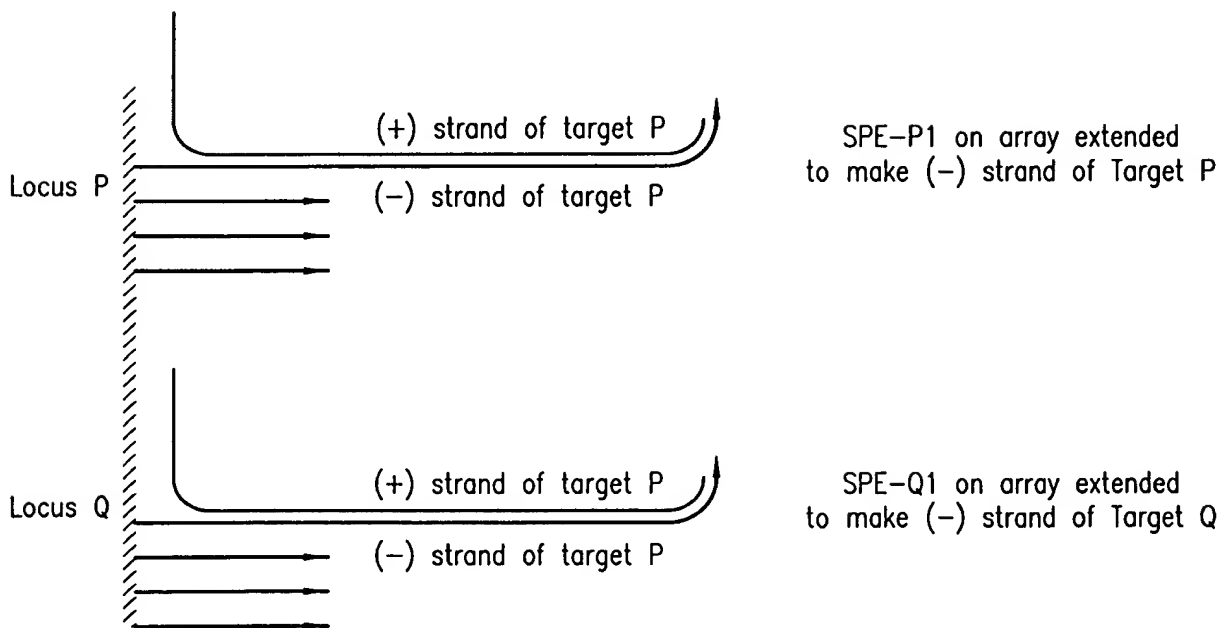 (+) strand of target P
SPE-P1 on array extended
to make (-) strand of Target P
Locus P
(-) strand of target P
(+) strand of target P
SPE-Q1 on array extended
to make (-) strand of Target Q
Locus Q
(-) strand of target P